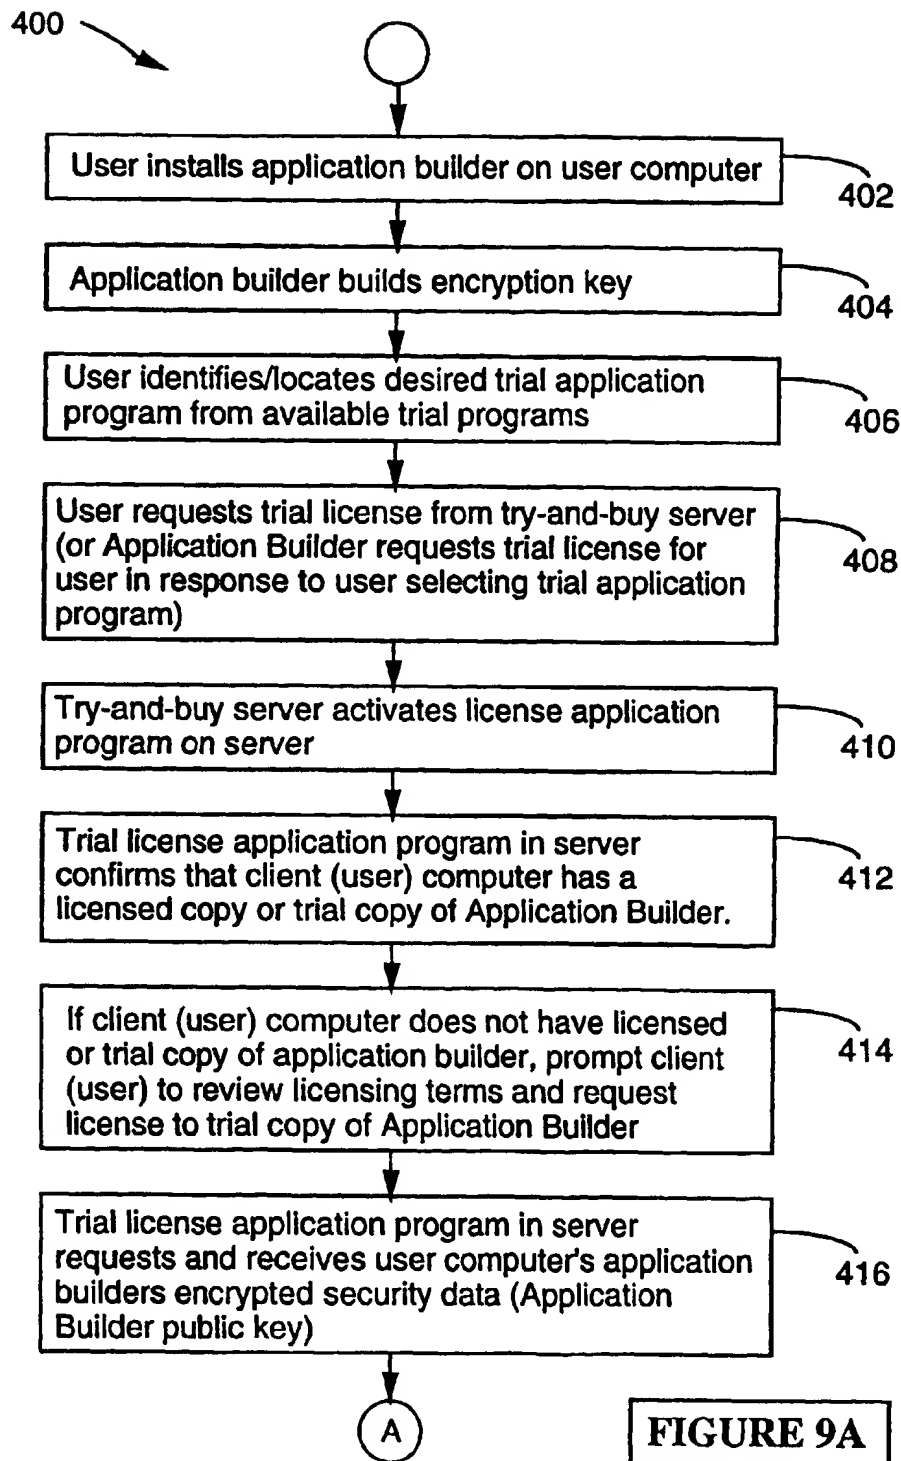 400
User installs application builder on user computer
402
Application builder builds encryption key
404
User identifies/locates desired trial application
program from available trial programs
406
User requests trial license from try-and-buy server
(or Application Builder requests trial license for
user in response to user selecting trial application
program)
408
Try-and-buy server activates license application
program on server
410
Trial license application program in server
confirms that client (user) computer has a
licensed copy or trial copy of Application Builder.
412
If client (user) computer does not have licensed
or trial copy of application builder, prompt client
(user) to review licensing terms and request
license to trial copy of Application Builder
414
Trial license application program in server
requests and receives user computer's application
builders encrypted security data (Application
Builder public key)
416
A
FIGURE 9A